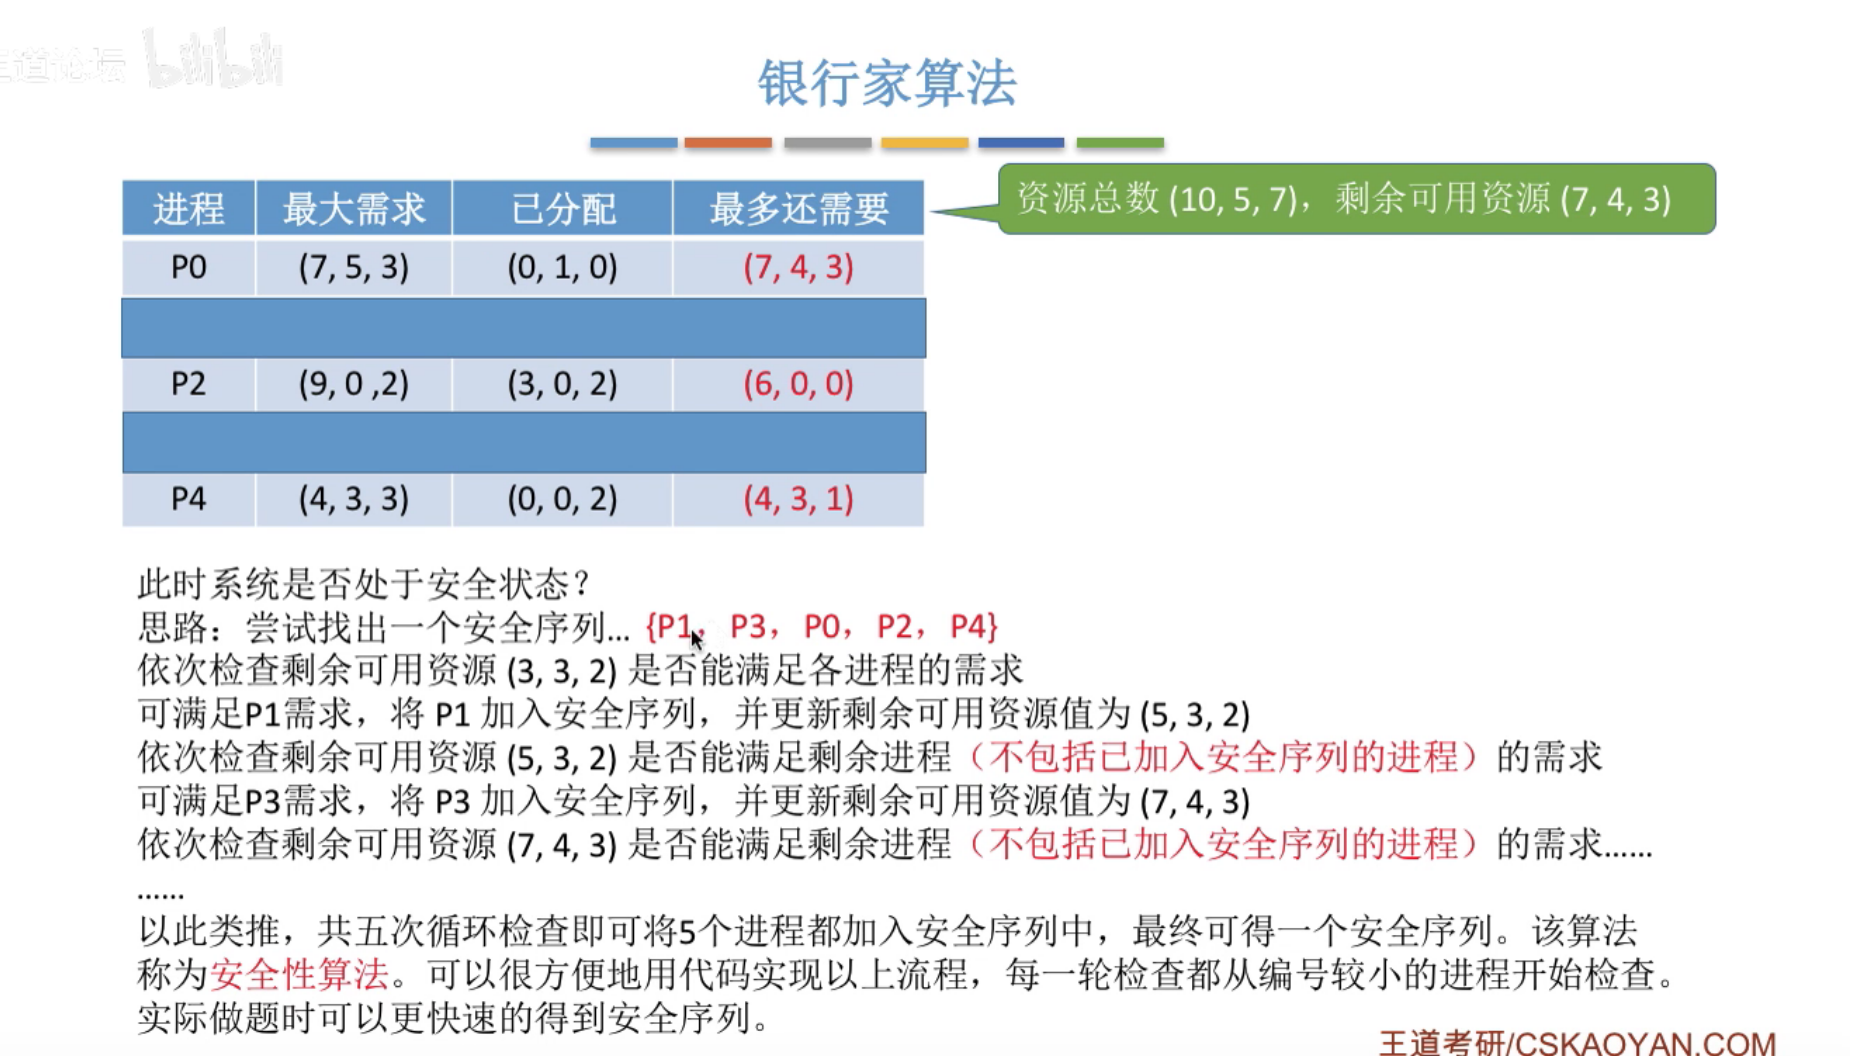 王道论坛 bilibili
银行家算法
资源总数 (10, 5, 7)，剩余可用资源 (7, 4, 3)
进程 最大需求 已分配 最多还需要
P0 (7, 5, 3) (0, 1, 0) (7, 4, 3)
P2 (9, 0 ,2) (3, 0, 2) (6, 0, 0)
P4 (4, 3, 3) (0, 0, 2) (4, 3, 1)
此时系统是否处于安全状态？
思路：尝试找出一个安全序列... {P1， P3， P0， P2， P4}
依次检查剩余可用资源 (3, 3, 2) 是否能满足各进程的需求
可满足P1需求，将 P1 加入安全序列，并更新剩余可用资源值为 (5, 3, 2)
依次检查剩余可用资源 (5, 3, 2) 是否能满足剩余进程（不包括已加入安全序列的进程）的需求
可满足P3需求，将 P3 加入安全序列，并更新剩余可用资源值为 (7, 4, 3)
依次检查剩余可用资源 (7, 4, 3) 是否能满足剩余进程（不包括已加入安全序列的进程）的需求......
......
以此类推，共五次循环检查即可将5个进程都加入安全序列中，最终可得一个安全序列。该算法
称为安全性算法。可以很方便地用代码实现以上流程，每一轮检查都从编号较小的进程开始检查。
实际做题时可以更快速的得到安全序列。
王道考研/CSKAOYAN.COM